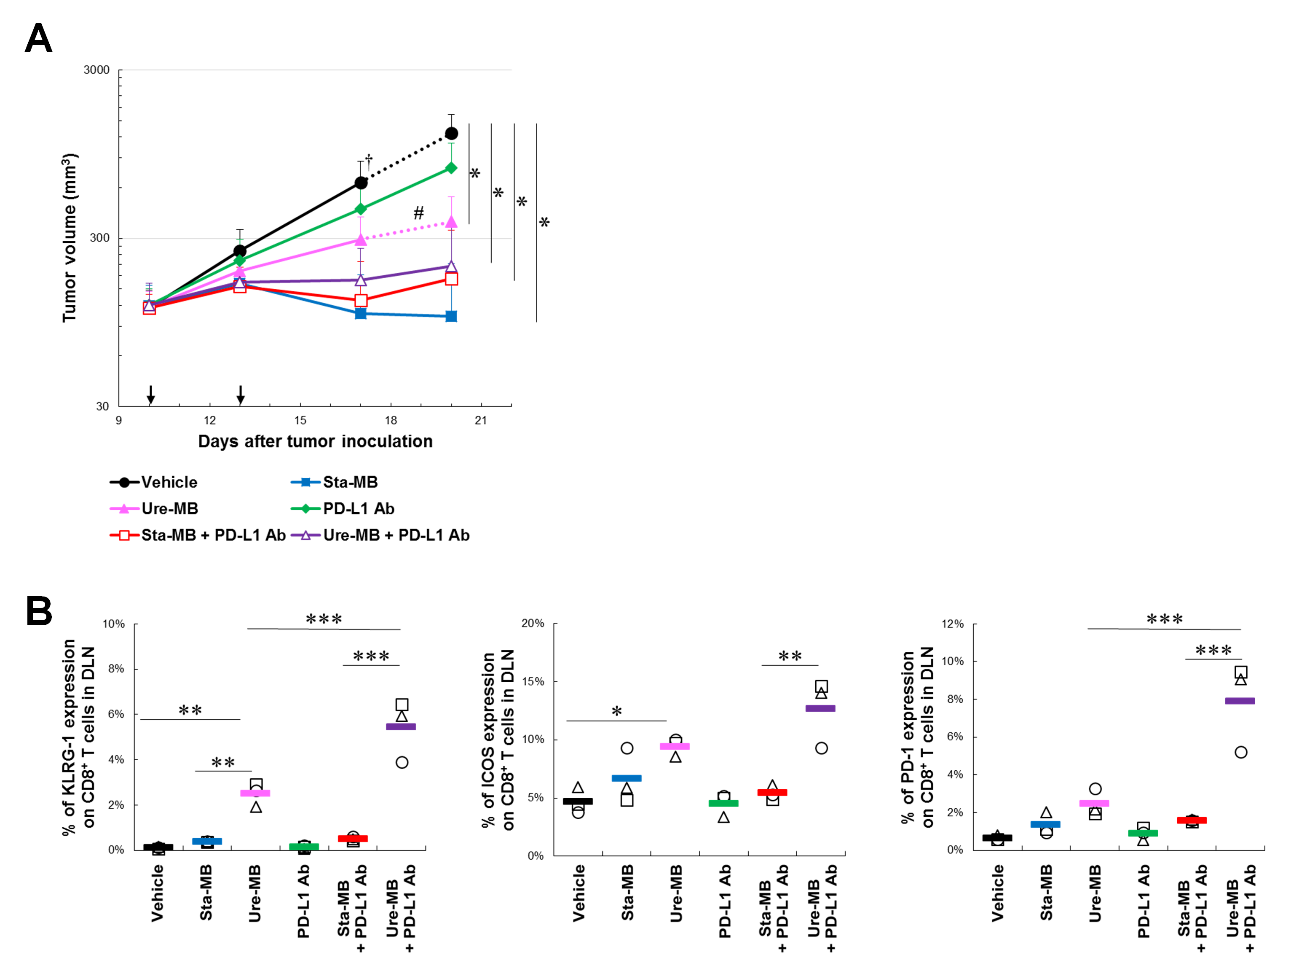 A
3000
300
30
Tumor volume (mm³)
†
#
*
*
*
*
9
12
15
18
21
Days after tumor inoculation
Vehicle
Sta-MB
Ure-MB
PD-L1 Ab
Sta-MB + PD-L1 Ab
Ure-MB + PD-L1 Ab
B
% of KLRG-1 expression
on CD8⁺ T cells in DLN
10%
8%
6%
4%
2%
0%
***
***
**
**
Vehicle
Sta-MB
Ure-MB
PD-L1 Ab
Sta-MB
+ PD-L1 Ab
Ure-MB
+ PD-L1 Ab
% of ICOS expression
on CD8⁺ T cells in DLN
20%
15%
10%
5%
0%
**
*
Vehicle
Sta-MB
Ure-MB
PD-L1 Ab
Sta-MB
+ PD-L1 Ab
Ure-MB
+ PD-L1 Ab
% of PD-1 expression
on CD8⁺ T cells in DLN
12%
10%
8%
6%
4%
2%
0%
***
***
Vehicle
Sta-MB
Ure-MB
PD-L1 Ab
Sta-MB
+ PD-L1 Ab
Ure-MB
+ PD-L1 Ab